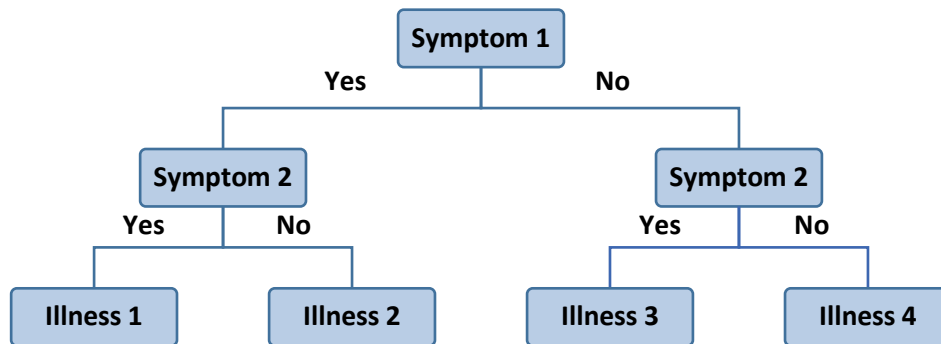 Symptom 1
Yes No
Symptom 2 Symptom 2
Yes No Yes No
Illness 1 Illness 2 Illness 3 Illness 4